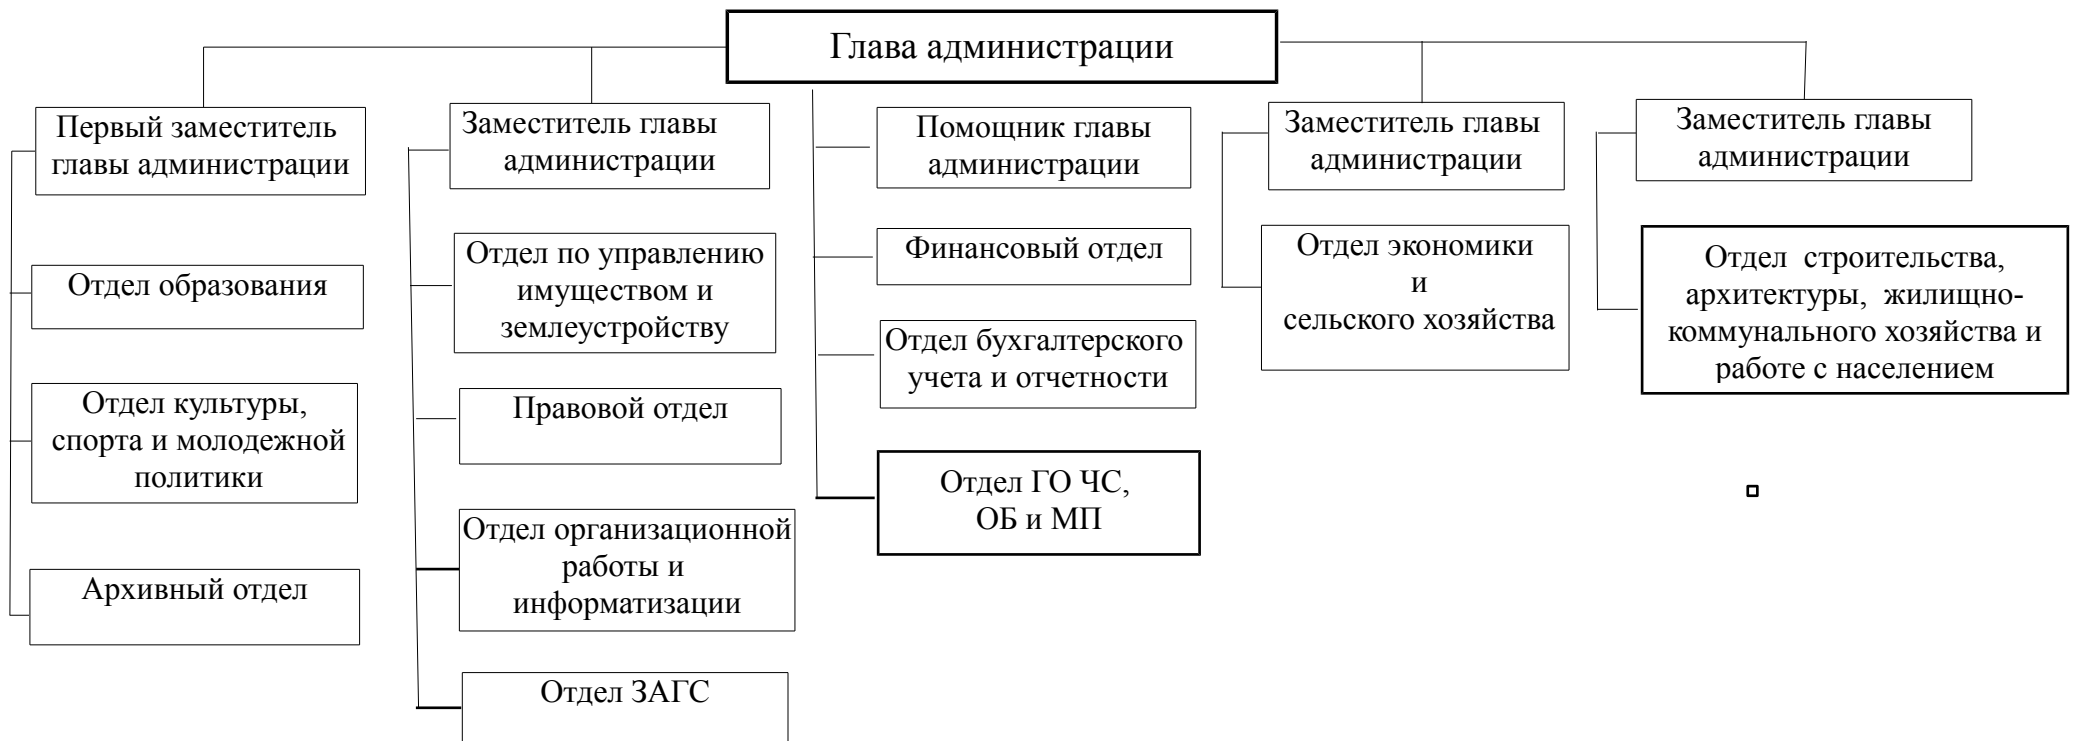 Глава администрации
Первый заместитель
главы администрации
Отдел образования
Отдел культуры,
спорта и молодежной
политики
Архивный отдел
Заместитель главы
администрации
Отдел по управлению
имуществом и
землеустройству
Правовой отдел
Отдел организационной
работы и
информатизации
Отдел ЗАГС
Помощник главы
администрации
Финансовый отдел
Отдел бухгалтерского
учета и отчетности
Отдел ГО ЧС,
ОБ и МП
Заместитель главы
администрации
Отдел экономики
и
сельского хозяйства
Заместитель главы
администрации
Отдел строительства,
архитектуры, жилищно-
коммунального хозяйства и
работе с населением